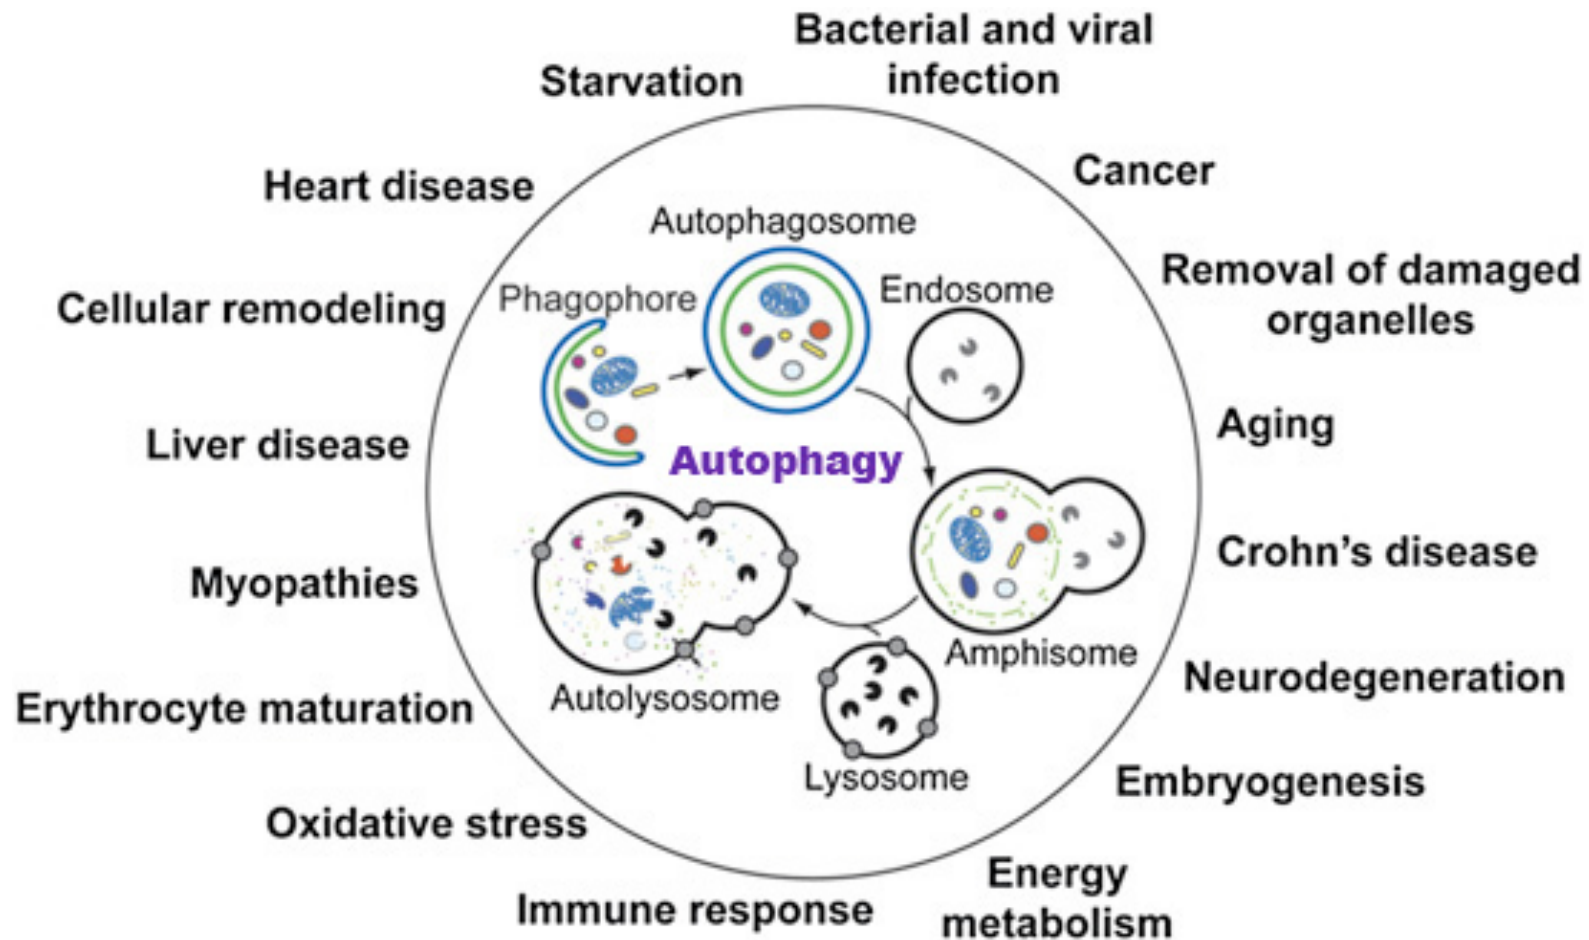 Bacterial and viral
infection
Starvation
Cancer
Heart disease
Autophagosome
Removal of damaged
organelles
Endosome
Phagophore
Cellular remodeling
Aging
Liver disease
Autophagy
Crohn's disease
Myopathies
Amphisome
Neurodegeneration
Autolysosome
Erythrocyte maturation
Lysosome
Embryogenesis
Oxidative stress
Energy
metabolism
Immune response